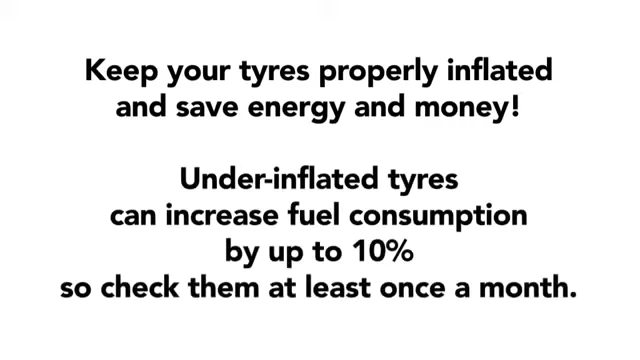 Keep your tyres properly inflated
and save energy and money!
Under-inflated tyres
can increase fuel consumption
by up to 10%
so check them at least once a month.